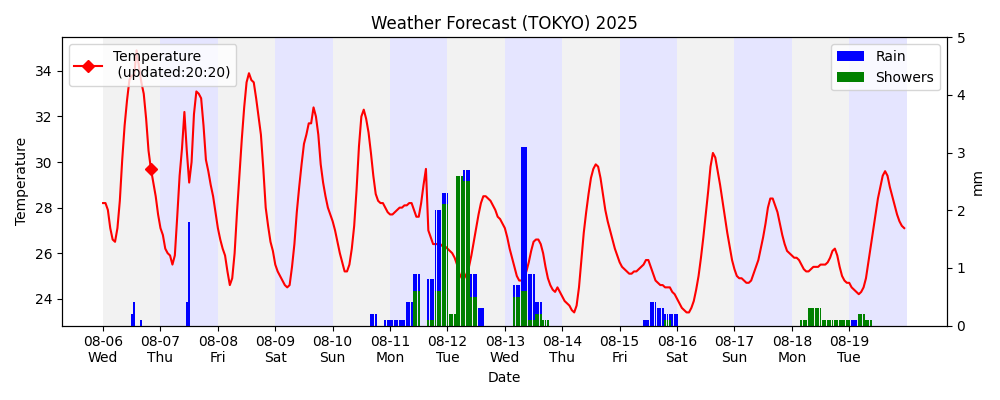 Weather Forecast (TOKYO) 2025
Temperature
(updated:20:20)
Rain
Showers
Temperature
34
32
30
28
26
24
5
4
3
2
1
0
mm
08-06 08-07 08-08 08-09 08-10 08-11 08-12 08-13 08-14 08-15 08-16 08-17 08-18 08-19
Wed Thu Fri Sat Sun Mon Tue Wed Thu Fri Sat Sun Mon Tue
Date